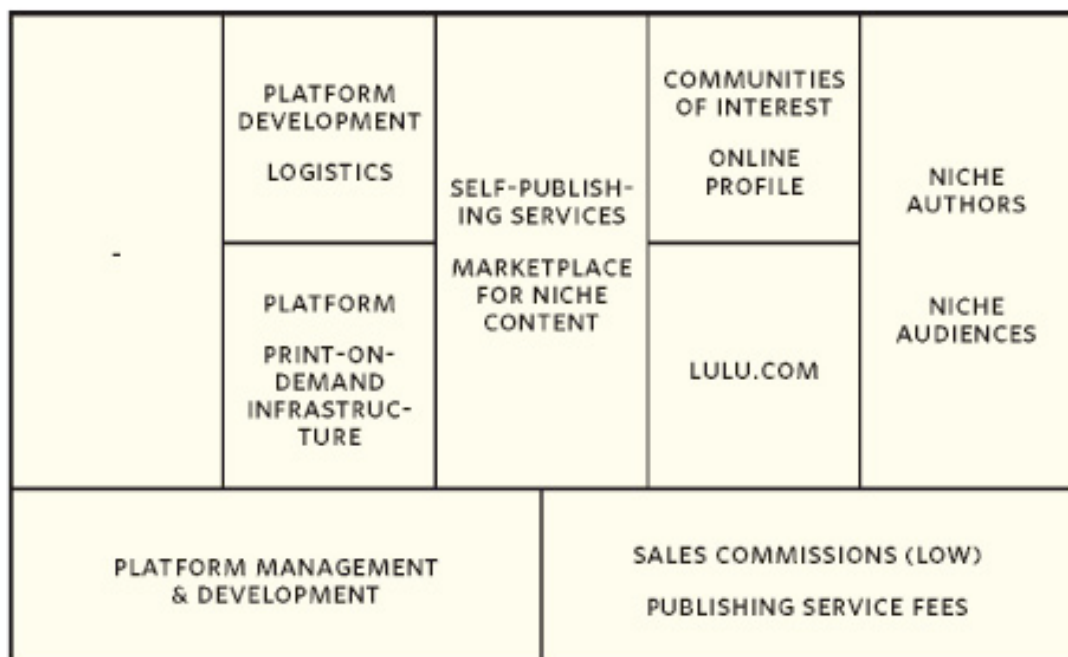 -
PLATFORM
DEVELOPMENT
LOGISTICS
PLATFORM
PRINT-ON-
DEMAND
INFRASTRUC-
TURE
SELF-PUBLISH-
ING SERVICES
MARKETPLACE
FOR NICHE
CONTENT
COMMUNITIES
OF INTEREST
ONLINE
PROFILE
LULU.COM
NICHE
AUTHORS
NICHE
AUDIENCES
PLATFORM MANAGEMENT
& DEVELOPMENT
SALES COMMISSIONS (LOW)
PUBLISHING SERVICE FEES